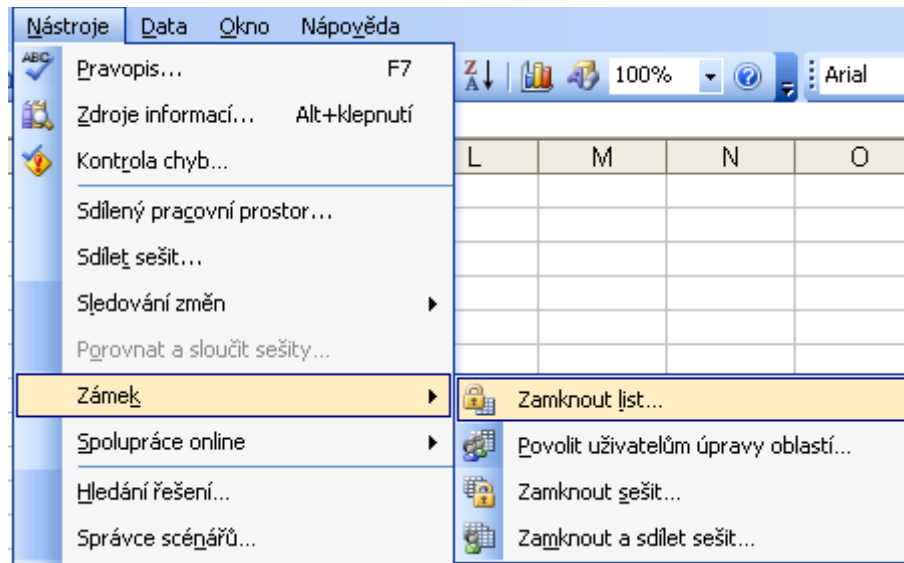 Nástroje Data Okno Nápověda
ABC Pravopis... F7
Z A 100% Arial
Zdroje informací... Alt+klepnutí
Kontrola chyb...
L M N O
Sdílený pracovní prostor...
Sdílet sešit...
Sledování změn
Porovnat a sloučit sešity...
Zámek
Zamknout list...
Spolupráce online
Povolit uživatelům úpravy oblastí...
Hledání řešení...
Zamknout sešit...
Správce scénářů...
Zamknout a sdílet sešit...